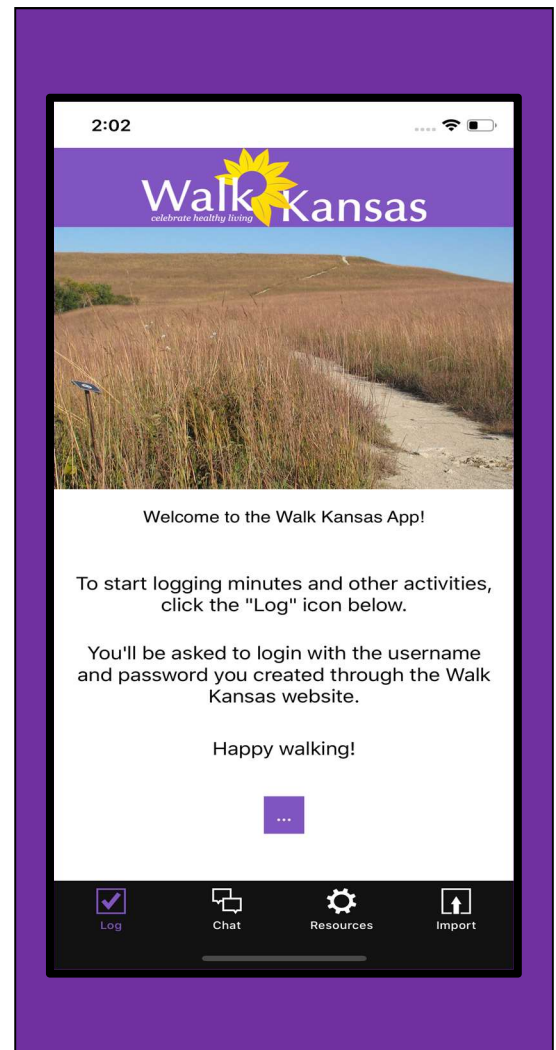 2:02
Walk Kansas
celebrate healthy living
Welcome to the Walk Kansas App!
To start logging minutes and other activities,
click the "Log" icon below.
You'll be asked to login with the username
and password you created through the Walk
Kansas website.
Happy walking!
...
Log
Chat
Resources
Import